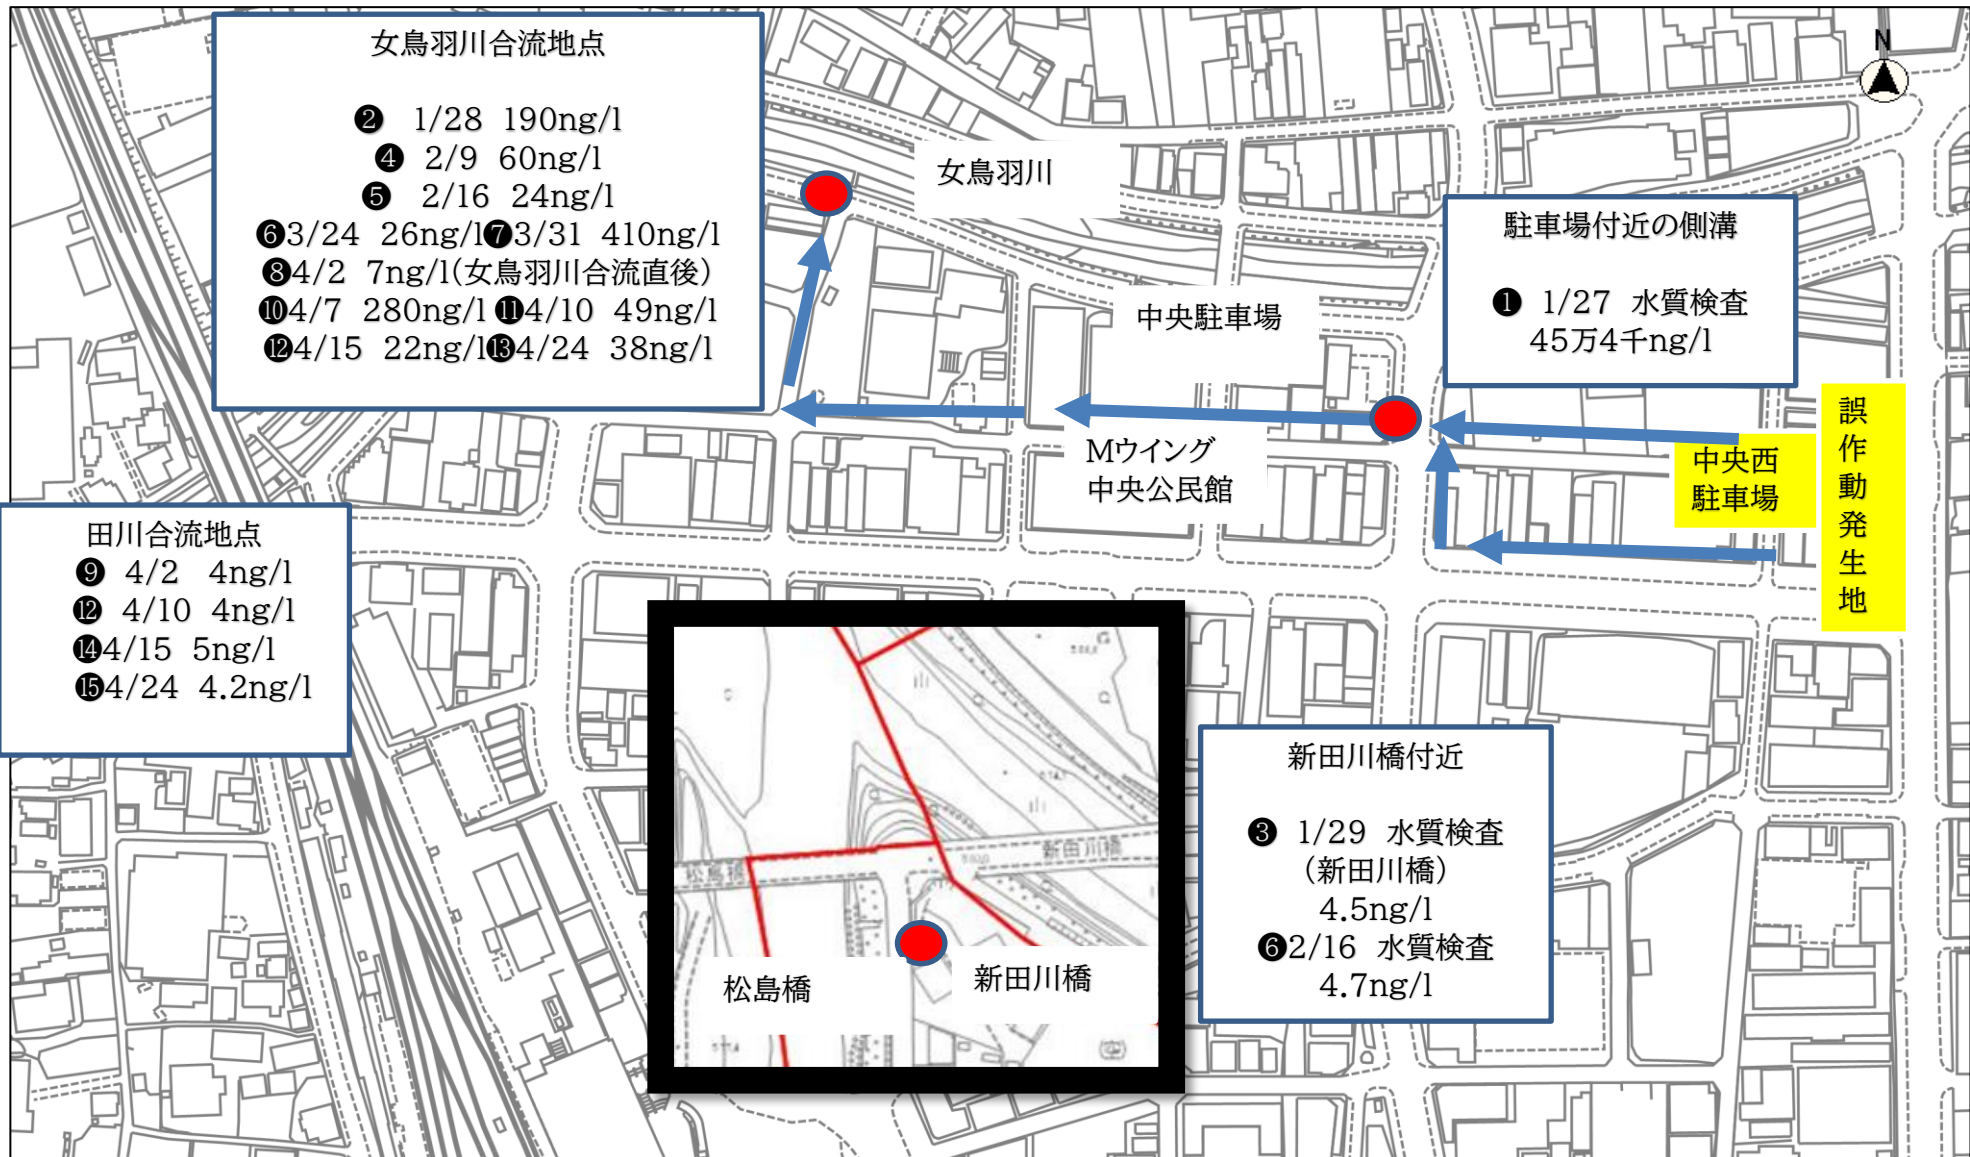 女鳥羽川合流地点
❷ 1/28 190ng/l
❹ 2/9 60ng/l
❺ 2/16 24ng/l
❻3/24 26ng/l❼3/31 410ng/l
❽4/2 7ng/l(女鳥羽川合流直後)
❿4/7 280ng/l ⓫4/10 49ng/l
⓬4/15 22ng/l⓭4/24 38ng/l
女鳥羽川
N
駐車場付近の側溝
❶ 1/27 水質検査
45万4千ng/l
中央駐車場
Mウイング
中央公民館
中央西
駐車場
誤作動発生地
田川合流地点
❾ 4/2 4ng/l
⓬ 4/10 4ng/l
⓮4/15 5ng/l
⓯4/24 4.2ng/l
松島橋
新田川橋
松島橋
新田川橋
新田川橋付近
❸ 1/29 水質検査
(新田川橋)
4.5ng/l
❻2/16 水質検査
4.7ng/l